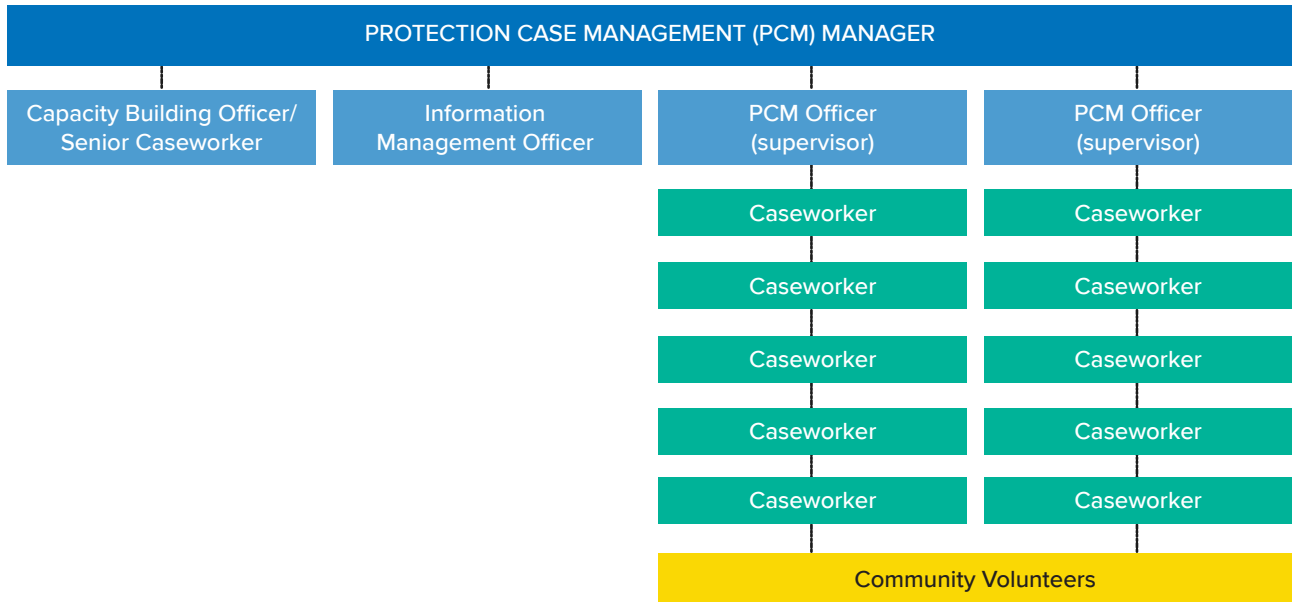 PROTECTION CASE MANAGEMENT (PCM) MANAGER
Capacity Building Officer/
Senior Caseworker
Information
Management Officer
PCM Officer
(supervisor)
PCM Officer
(supervisor)
Caseworker
Caseworker
Caseworker
Caseworker
Caseworker
Caseworker
Caseworker
Caseworker
Caseworker
Caseworker
Community Volunteers